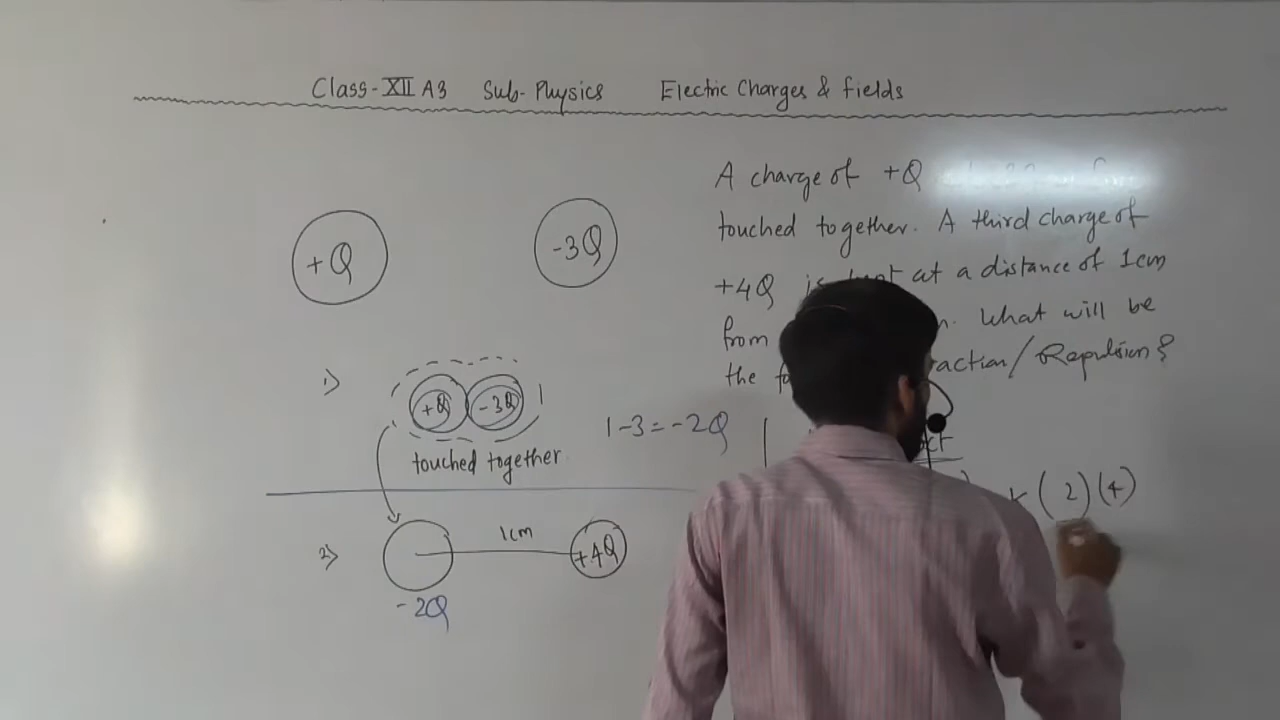 Class-XII A3 Sub-Physics Electric Charges & fields
A charge of +Q
touched together. A third charge of
+4Q is kept at a distance of 1cm
from What will be
the raction/Repulsion?
+Q
-3Q
1)
+Q -3Q
touched together.
1-3=-2Q
(2)(4)
2)
1cm
+4Q
-2Q